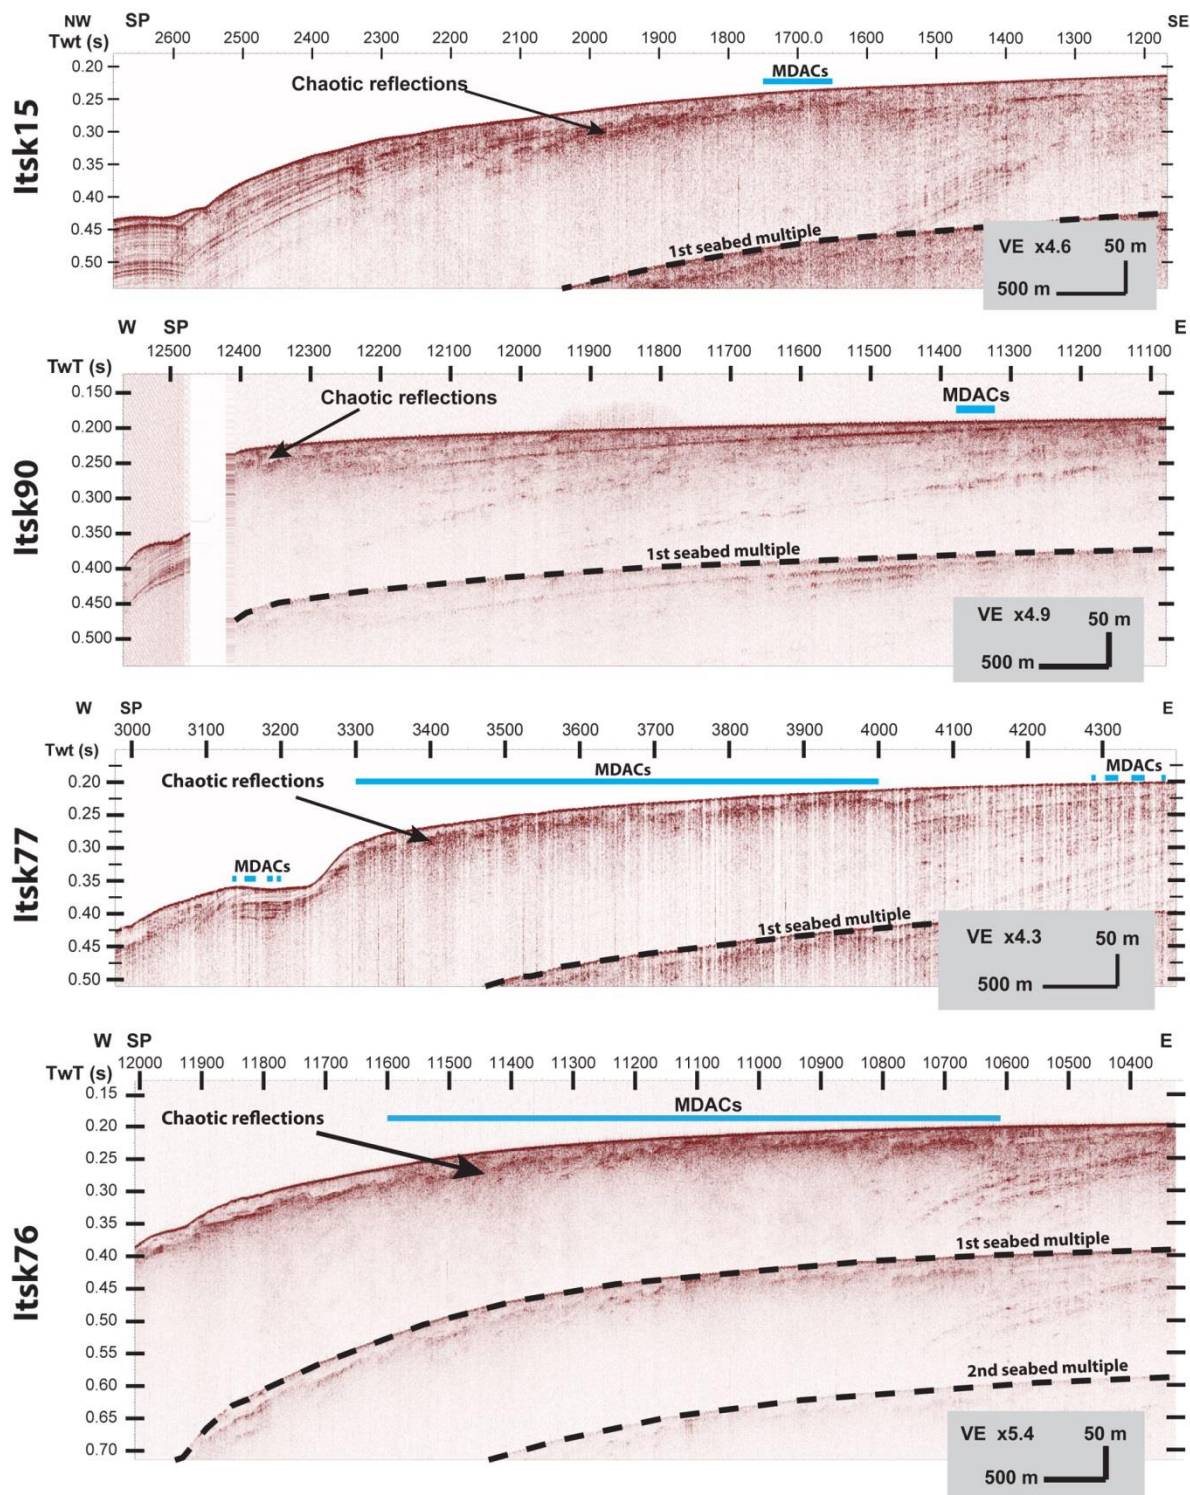 NW SP SE
Twt (s) 2600 2500 2400 2300 2200 2100 2000 1900 1800 1700.0 1600 1500 1400 1300 1200
0.20
MDACs
Chaotic reflections
0.25
0.30
0.35
0.40
0.45
0.50
1st seabed multiple
VE x4.6 50 m
500 m
Itsk15
W SP E
12500 12400 12300 12200 12100 12000 11900 11800 11700 11600 11500 11400 11300 11200 11100
TwT (s)
0.150
Chaotic reflections
MDACs
0.200
0.250
0.300
0.350
0.400
0.450
0.500
1st seabed multiple
VE x4.9 50 m
500 m
Itsk90
W SP E
3000 3100 3200 3300 3400 3500 3600 3700 3800 3900 4000 4100 4200 4300
Twt (s)
MDACs
MDACs
0.20
Chaotic reflections
0.25
0.30
0.35
MDACs
0.40
0.45
0.50
1st seabed multiple
VE x4.3 50 m
500 m
Itsk77
W SP E
12000 11900 11800 11700 11600 11500 11400 11300 11200 11100 10900 10800 10700 10600 10500 10400
TwT (s)
0.15
Chaotic reflections
MDACs
0.20
0.25
0.30
0.35
0.40
1st seabed multiple
0.45
0.50
0.55
0.60
2nd seabed multiple
0.65
0.70
VE x5.4 50 m
500 m
Itsk76